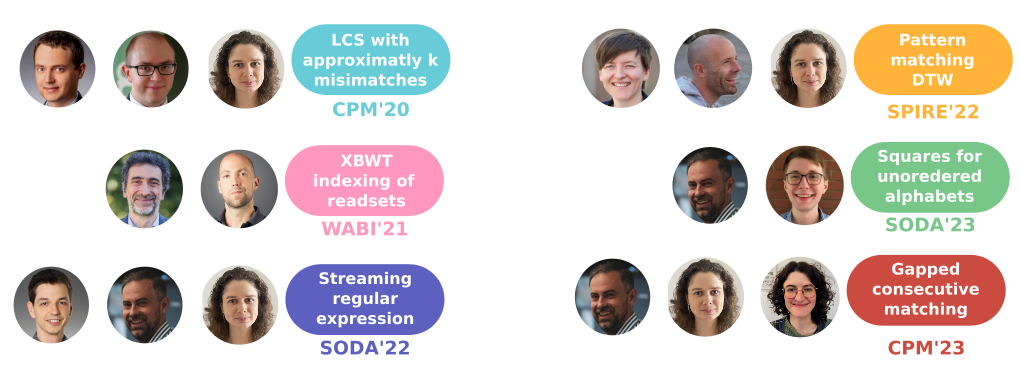 LCS with
approximatly k
misimatches
CPM'20
XBWT
indexing of
readsets
WABI'21
Streaming
regular
expression
SODA'22
Pattern
matching
DTW
SPIRE'22
Squares for
unoredered
alphabets
SODA'23
Gapped
consecutive
matching
CPM'23